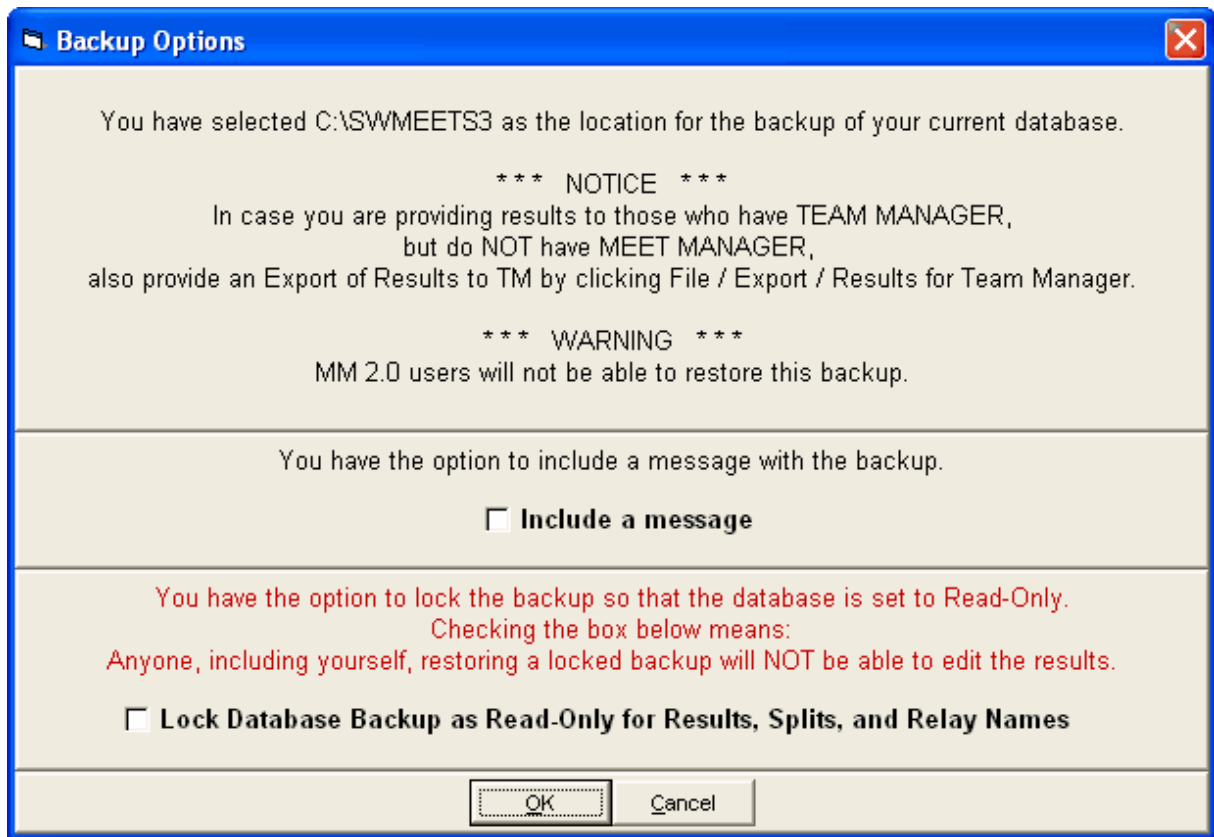 Backup Options
You have selected C:\SWMEETS3 as the location for the backup of your current database.
* * * NOTICE * * *
In case you are providing results to those who have TEAM MANAGER,
but do NOT have MEET MANAGER,
also provide an Export of Results to TM by clicking File / Export / Results for Team Manager.
* * * WARNING * * *
MM 2.0 users will not be able to restore this backup.
You have the option to include a message with the backup.
Include a message
You have the option to lock the backup so that the database is set to Read-Only.
Checking the box below means:
Anyone, including yourself, restoring a locked backup will NOT be able to edit the results.
Lock Database Backup as Read-Only for Results, Splits, and Relay Names
OK Cancel